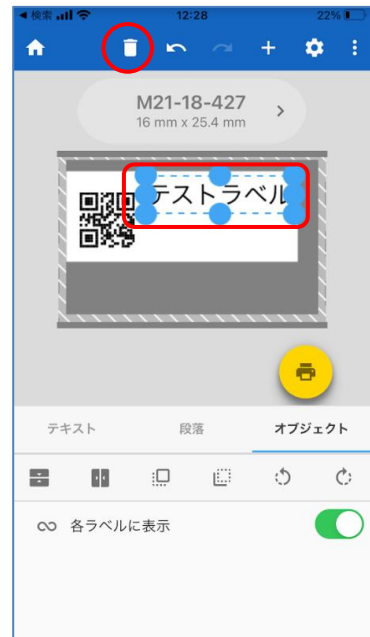 ◀検索 12:28 22%
M21-18-427
16 mm x 25.4 mm
テストラベル
テキスト 段落 オブジェクト
各ラベルに表示